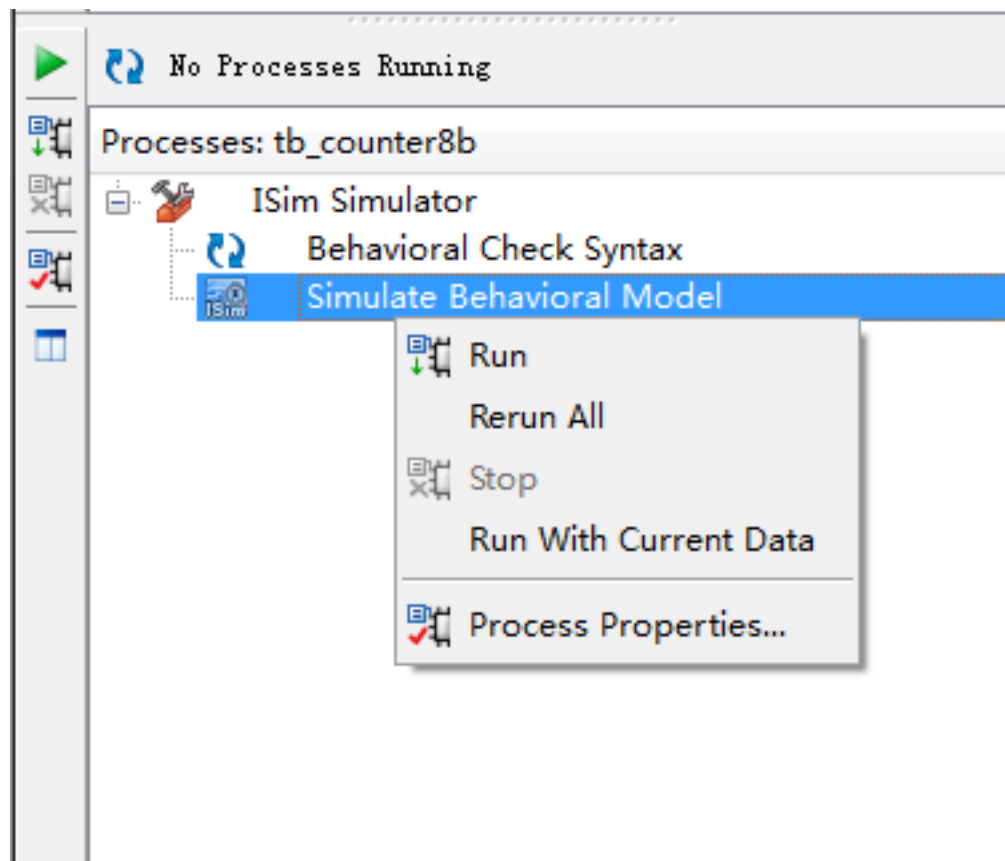 No Processes Running
Processes: tb_counter8b
ISim Simulator
Behavioral Check Syntax
ISim
Simulate Behavioral Model
Run
Rerun All
Stop
Run With Current Data
Process Properties...